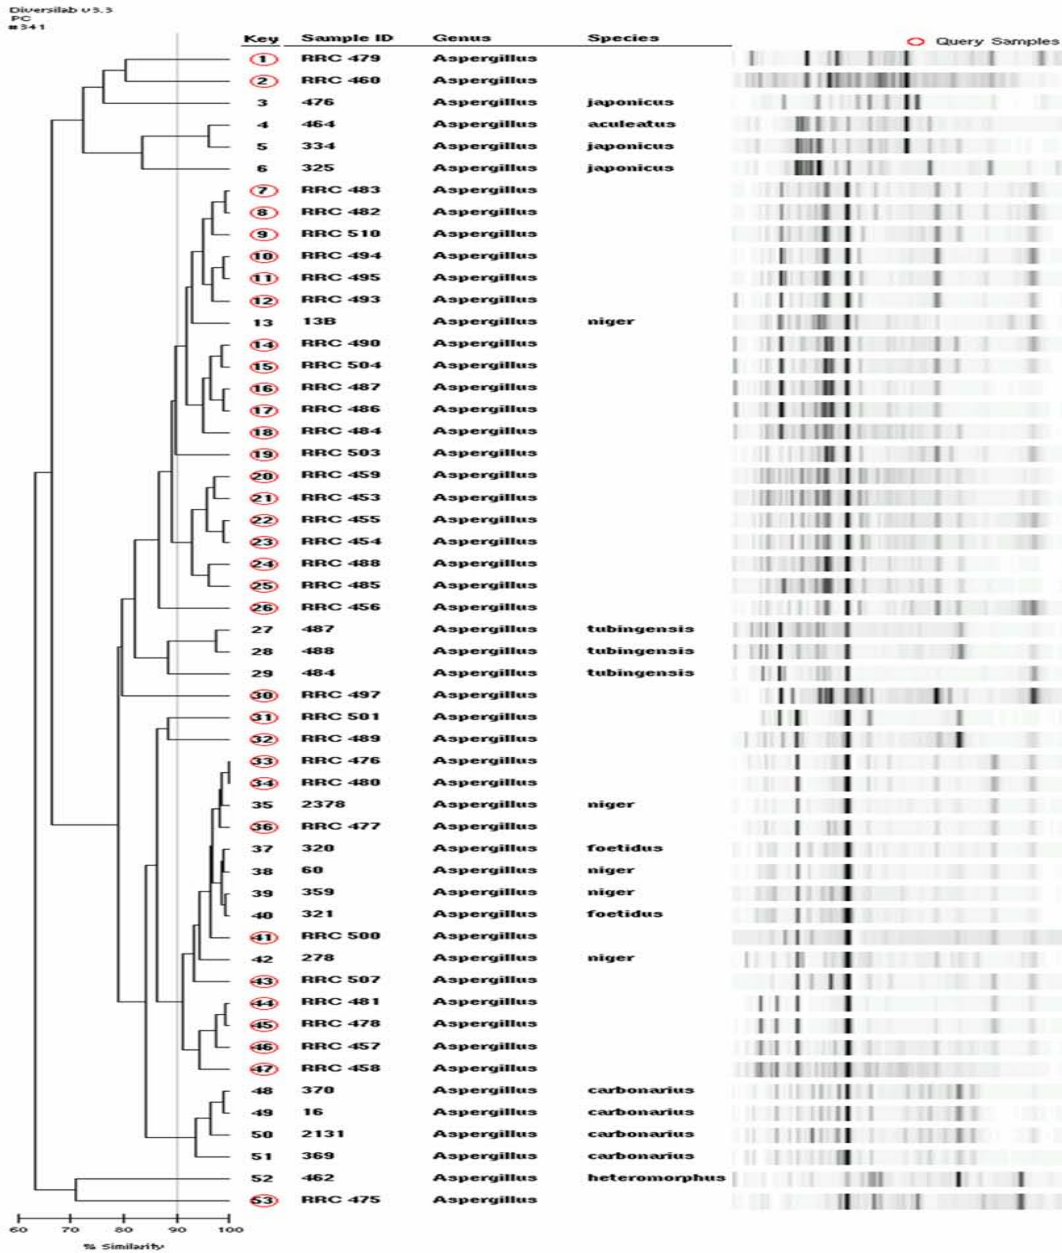 Diversilab v3.3
PC
#341
Key Sample ID Genus Species Query Samples
1 RRC 479 Aspergillus
2 RRC 460 Aspergillus
3 476 Aspergillus japonicus
4 464 Aspergillus aculeatus
5 334 Aspergillus japonicus
6 325 Aspergillus japonicus
7 RRC 483 Aspergillus
8 RRC 482 Aspergillus
9 RRC 510 Aspergillus
10 RRC 494 Aspergillus
11 RRC 495 Aspergillus
12 RRC 493 Aspergillus
13 13B Aspergillus niger
14 RRC 490 Aspergillus
15 RRC 504 Aspergillus
16 RRC 487 Aspergillus
17 RRC 486 Aspergillus
18 RRC 484 Aspergillus
19 RRC 503 Aspergillus
20 RRC 459 Aspergillus
21 RRC 453 Aspergillus
22 RRC 455 Aspergillus
23 RRC 454 Aspergillus
24 RRC 488 Aspergillus
25 RRC 485 Aspergillus
26 RRC 456 Aspergillus
27 487 Aspergillus tubingensis
28 488 Aspergillus tubingensis
29 484 Aspergillus tubingensis
30 RRC 497 Aspergillus
31 RRC 501 Aspergillus
32 RRC 489 Aspergillus
33 RRC 476 Aspergillus
34 RRC 480 Aspergillus
35 2378 Aspergillus niger
36 RRC 477 Aspergillus
37 320 Aspergillus foetidus
38 60 Aspergillus niger
39 359 Aspergillus niger
40 321 Aspergillus foetidus
41 RRC 500 Aspergillus
42 278 Aspergillus niger
43 RRC 507 Aspergillus
44 RRC 481 Aspergillus
45 RRC 478 Aspergillus
46 RRC 457 Aspergillus
47 RRC 458 Aspergillus
48 370 Aspergillus carbonarius
49 16 Aspergillus carbonarius
50 2131 Aspergillus carbonarius
51 369 Aspergillus carbonarius
52 462 Aspergillus heteromorphus
53 RRC 475 Aspergillus
60 70 80 90 100
% Similarity